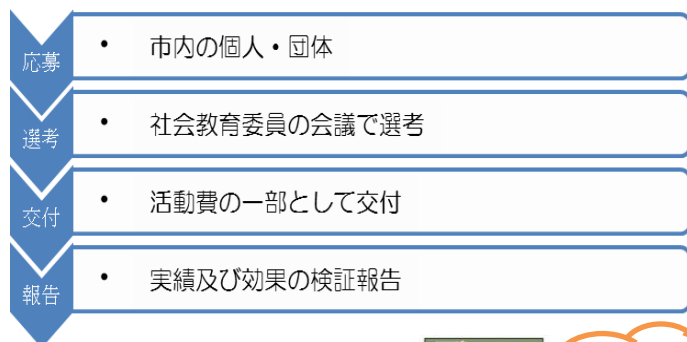 応募
• 市内の個人・団体
選考
• 社会教育委員の会議で選考
交付
• 活動費の一部として交付
報告
• 実績及び効果の検証報告